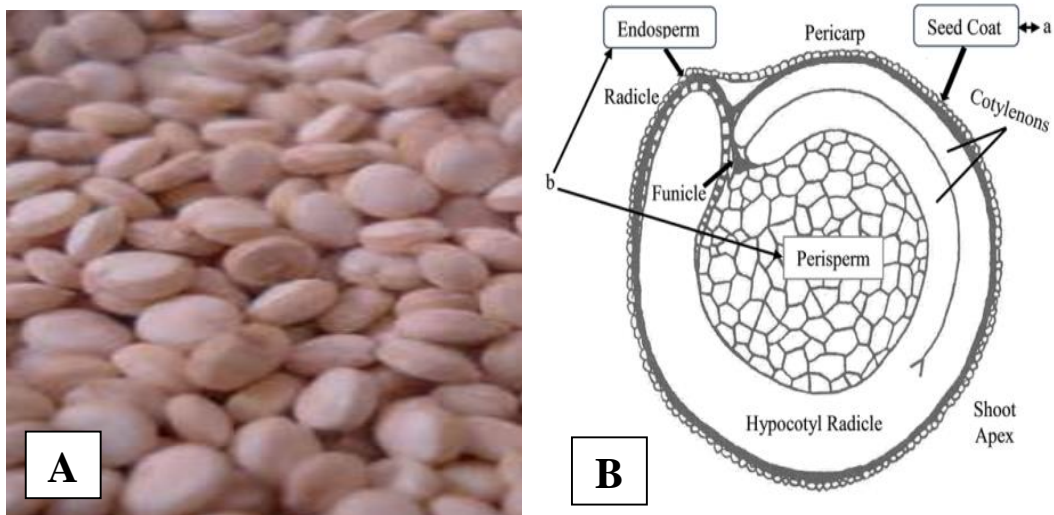 A
Endosperm
Pericarp
Seed Coat
a
Radicle
Cotylenons
b
Funicle
Perisperm
Hypocotyl Radicle
Shoot
Apex
B